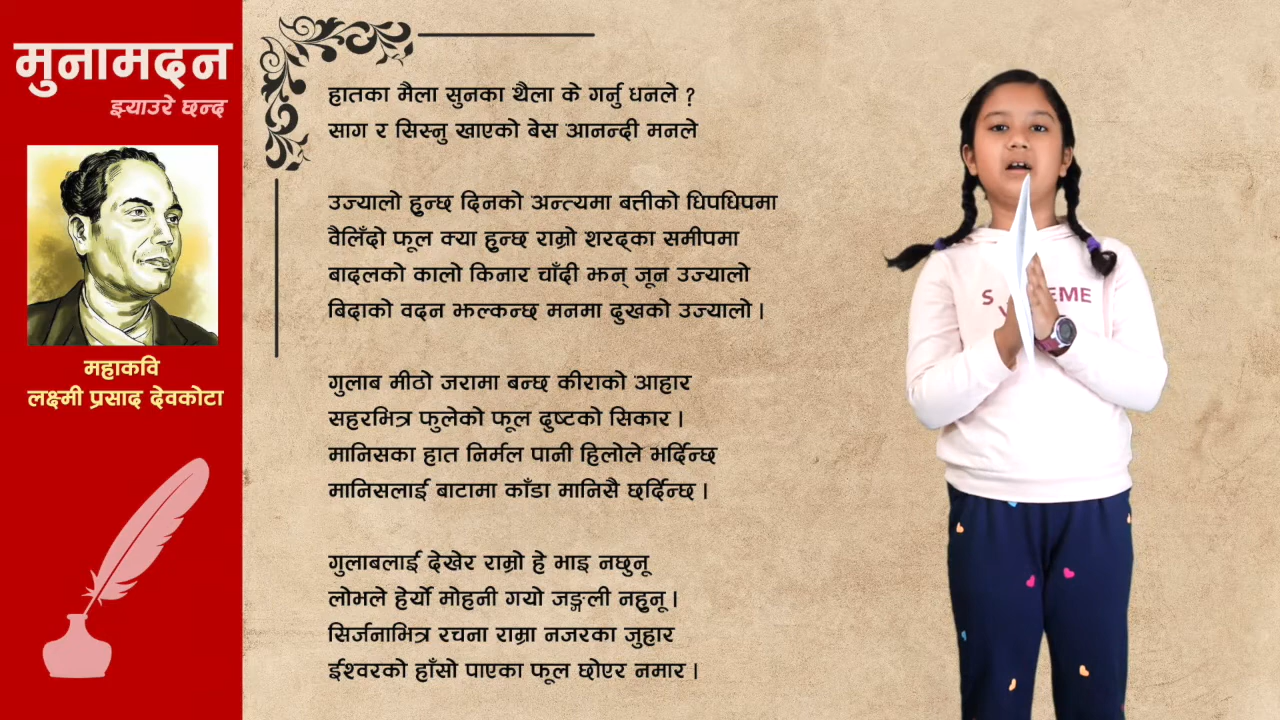 मुनामदन
झ्याउरे छन्द
महाकवि
लक्ष्मी प्रसाद देवकोटा
हातका मैला सुनका थैला के गर्नु धनले ?
साग र सिस्नु खाएको बेस आनन्दी मनले
उज्यालो हुन्छ दिनको अन्त्यमा बत्तीको धिपधिपमा
वैलिँदो फूल क्या हुन्छ राम्रो शरद्का समीपमा
बादलको कालो किनार चाँदी झन् जून उज्यालो
बिदाको वदन झल्कन्छ मनमा दुखको उज्यालो ।
गुलाब मीठो जरामा बन्छ कीराको आहार
सहरभित्र फुलेको फूल दुष्टको सिकार ।
मानिसका हात निर्मल पानी हिलोले भर्दिन्छ
मानिसलाई बाटामा काँडा मानिसै छर्दिन्छ ।
गुलाबलाई देखेर राम्रो हे भाइ नछुनू
लोभले हेर्यो मोहनी गयो जङ्गली नहुनू ।
सिर्जनाभित्र रचना राम्रा नजरका जुहार
ईश्वरको हाँसो पाएका फूल छोएर नमार ।
EME